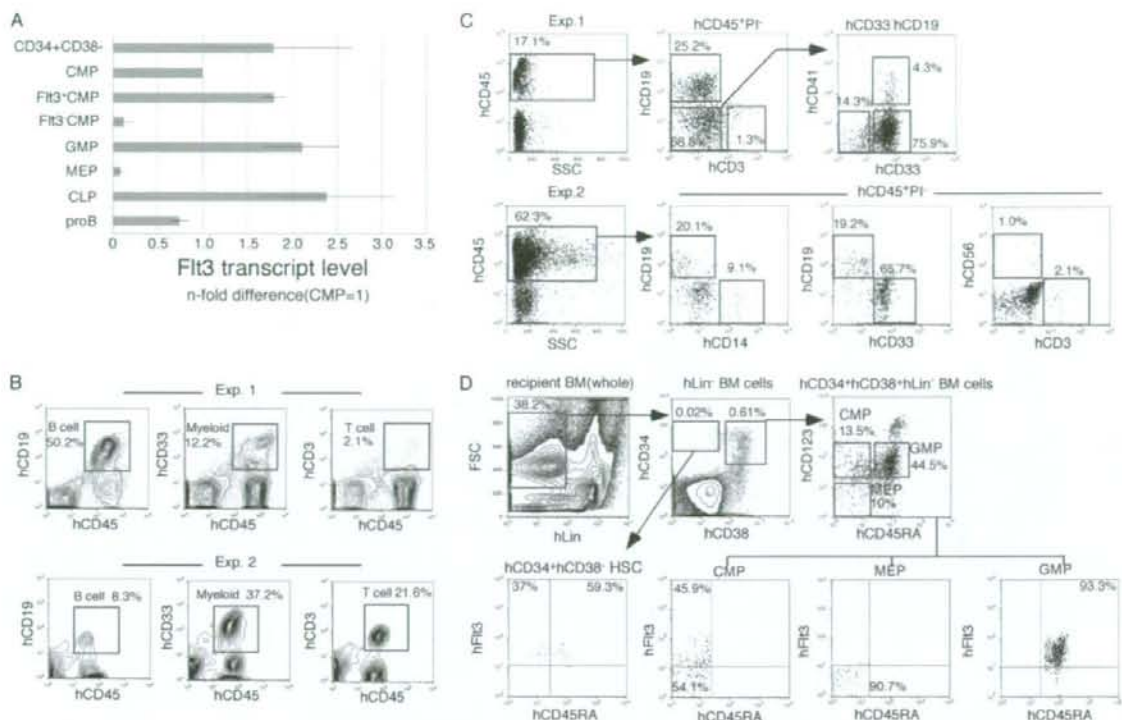 A
CD34+CD38-
CMP
Flt3+CMP
Flt3-CMP
GMP
MEP
CLP
proB
0 0.5 1.0 1.5 2.0 2.5 3.0 3.5
Flt3 transcript level
n-fold difference(CMP=1)
B
Exp. 1
hCD19
B cell
50.2%
hCD45
hCD33
Myeloid
12.2%
hCD45
hCD3
T cell
2.1%
hCD45
Exp. 2
hCD19
B cell 8.3%
hCD45
hCD33
Myeloid 37.2%
hCD45
hCD3
T cell 21.6%
hCD45
C
Exp.1
17.1%
hCD45
SSC
hCD45+PI-
25.2%
hCD19
1.3%
hCD3
hCD33 hCD19
hCD41
4.3%
14.3%
75.9%
hCD33
Exp.2
62.3%
hCD45
SSC
hCD45+PI-
20.1%
hCD19
9.1%
hCD14
19.2%
hCD19
65.7%
hCD33
1.0%
hCD56
2.1%
hCD3
D
recipient BM(whole)
38.2%
FSC
hLin
hLin- BM cells
0.02% 0.61%
hCD34
hCD38
hCD34+hCD38+hLin- BM cells
CMP
13.5%
hCD123
GMP
44.5%
MEP
10%
hCD45RA
hCD34+hCD38- HSC
37% 59.3%
hFlt3
hCD45RA
CMP
45.9%
hFlt3
54.1%
hCD45RA
MEP
hFlt3
90.7%
hCD45RA
GMP
93.3%
hFlt3
hCD45RA